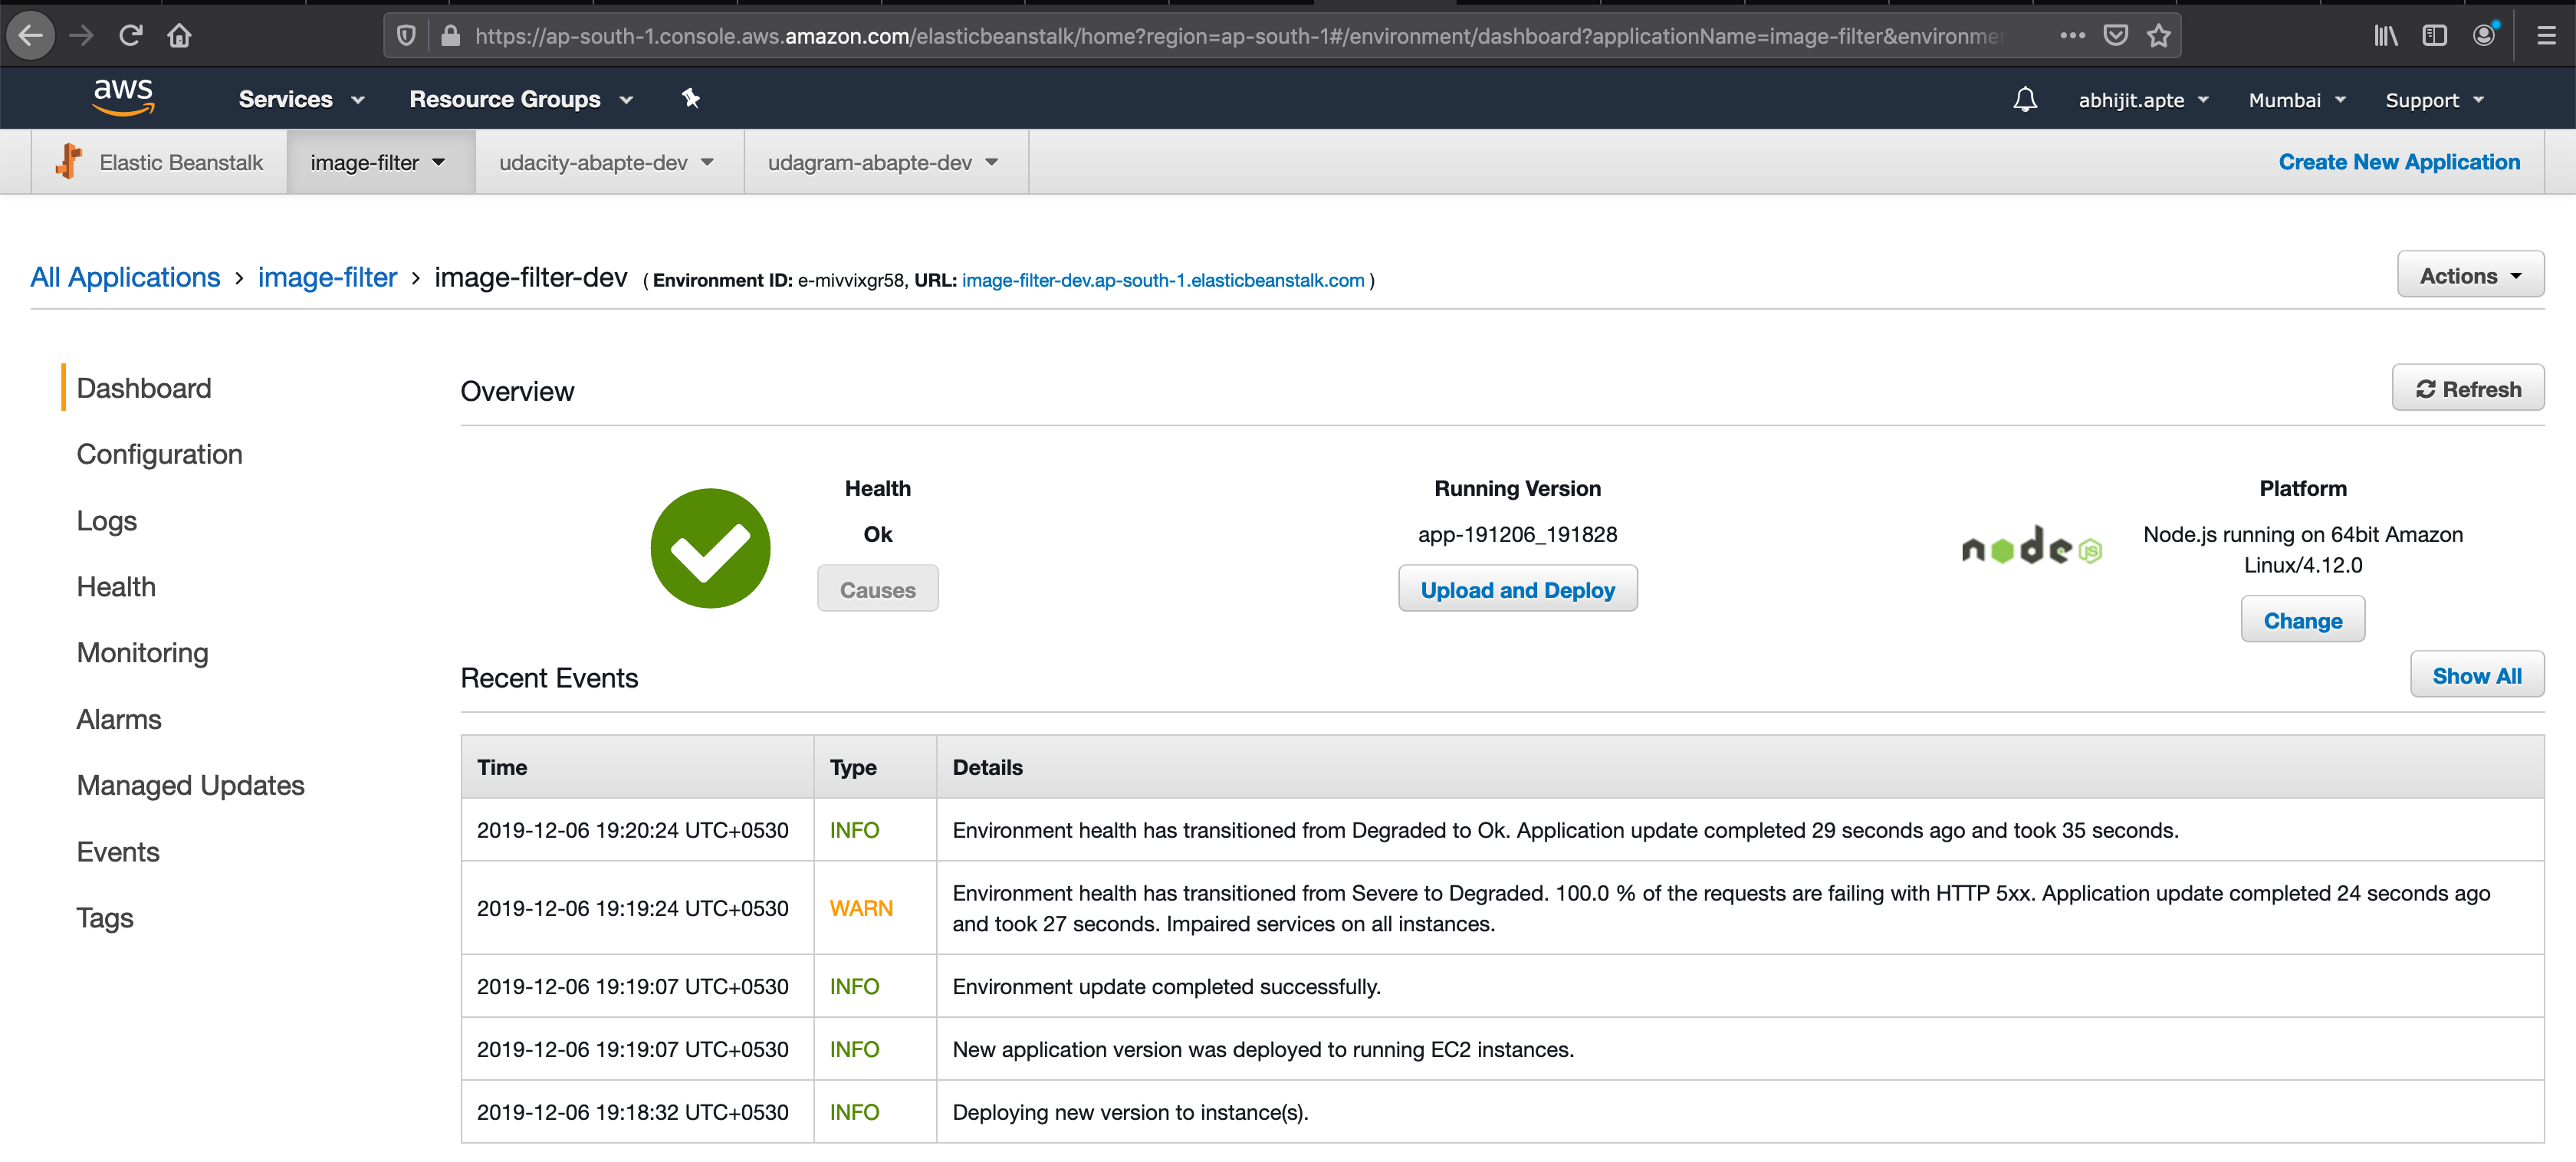 https://ap-south-1.console.aws.amazon.com/elasticbeanstalk/home?region=ap-south-1#/environment/dashboard?applicationName=image-filter&environmen
aws Services Resource Groups abhijit.apte Mumbai Support
Elastic Beanstalk image-filter udacity-abapte-dev udagram-abapte-dev Create New Application
All Applications > image-filter > image-filter-dev ( Environment ID: e-mivvixgr58, URL: image-filter-dev.ap-south-1.elasticbeanstalk.com ) Actions
Dashboard
Configuration
Logs
Health
Monitoring
Alarms
Managed Updates
Events
Tags
Overview Refresh
Health
Ok
Causes
Running Version
app-191206_191828
Upload and Deploy
node JS
Platform
Node.js running on 64bit Amazon
Linux/4.12.0
Change
Recent Events Show All
Time Type Details
2019-12-06 19:20:24 UTC+0530 INFO Environment health has transitioned from Degraded to Ok. Application update completed 29 seconds ago and took 35 seconds.
2019-12-06 19:19:24 UTC+0530 WARN Environment health has transitioned from Severe to Degraded. 100.0 % of the requests are failing with HTTP 5xx. Application update completed 24 seconds ago
and took 27 seconds. Impaired services on all instances.
2019-12-06 19:19:07 UTC+0530 INFO Environment update completed successfully.
2019-12-06 19:19:07 UTC+0530 INFO New application version was deployed to running EC2 instances.
2019-12-06 19:18:32 UTC+0530 INFO Deploying new version to instance(s).